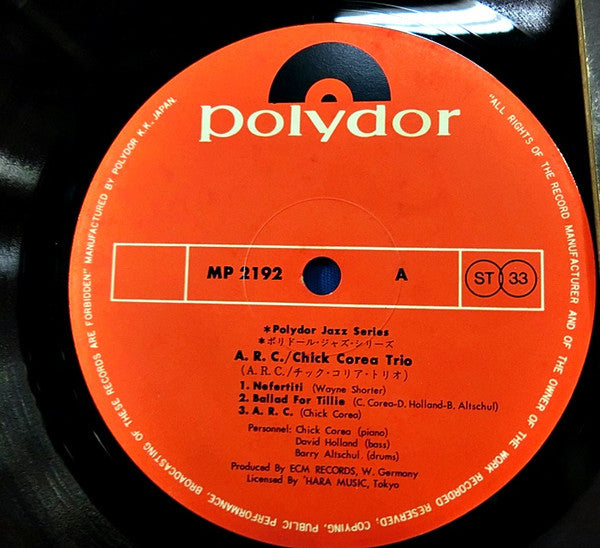 polydor
MP 2192
A
ST 33
*Polydor Jazz Series
*ポリドール・ジャズ・シリーズ
A. R. C./Chick Corea Trio
(A. R. C./チック・コリア・トリオ)
1. Nefertiti (Wayne Shorter)
2. Ballad For Tillie (C. Corea-D. Holland-B. Altschul)
3. A. R. C. (Chick Corea)
Personnel: Chick Corea (piano)
David Holland (bass)
Barry Altschul (drums)
Produced By ECM RECORDS, W. Germany
Licensed By 'HARA MUSIC, Tokyo
"ALL RIGHTS OF THE RECORD MANUFACTURER AND OF THE OWNER OF THE WORK RECORDED RESERVED, COPYING, PUBLIC PERFORMANCE, BROADCASTING OF THESE RECORDS ARE FORBIDDEN" MANUFACTURED BY POLYDOR K.K., JAPAN.